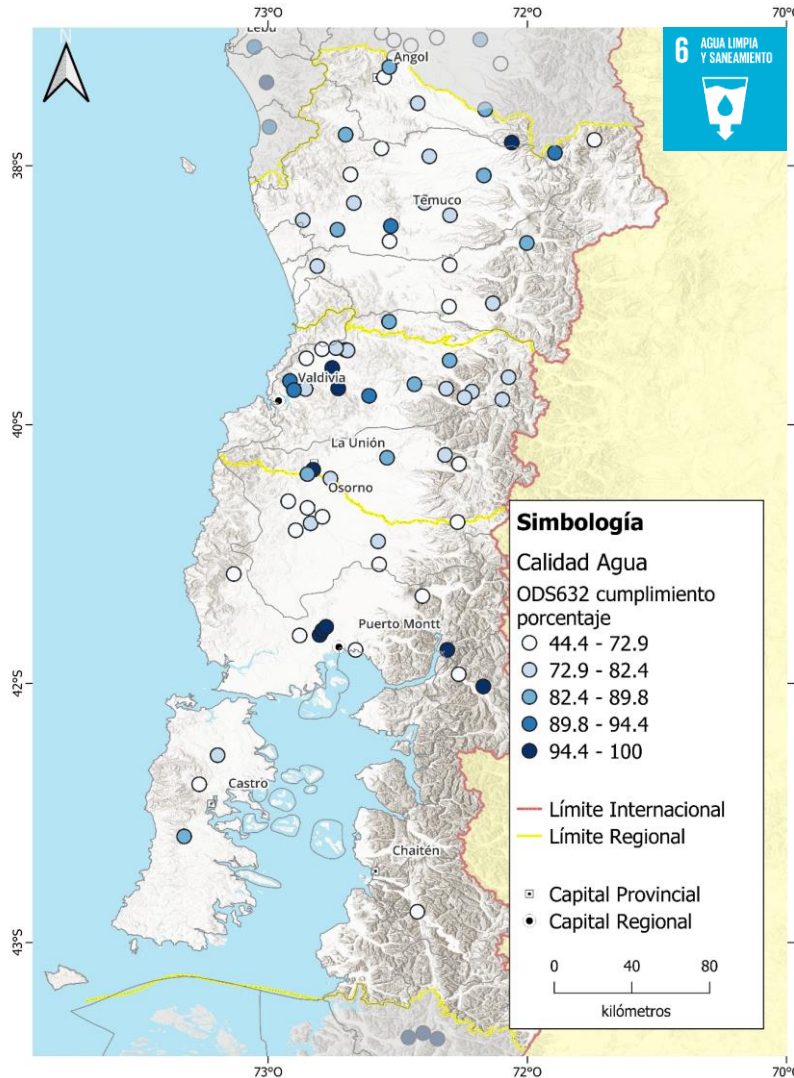 73°O
72°O
70°O
N
Lebu
Angol
6 AGUA LIMPIA
Y SANEAMIENTO
38°S
Temuco
Valdivia
40°S
La Unión
Osorno
Puerto Montt
42°S
Castro
Chaitén
43°S
Simbología
Calidad Agua
ODS632 cumplimiento
porcentaje
44.4 - 72.9
72.9 - 82.4
82.4 - 89.8
89.8 - 94.4
94.4 - 100
Límite Internacional
Límite Regional
Capital Provincial
Capital Regional
0 40 80
kilómetros
73°O
72°O
70°O